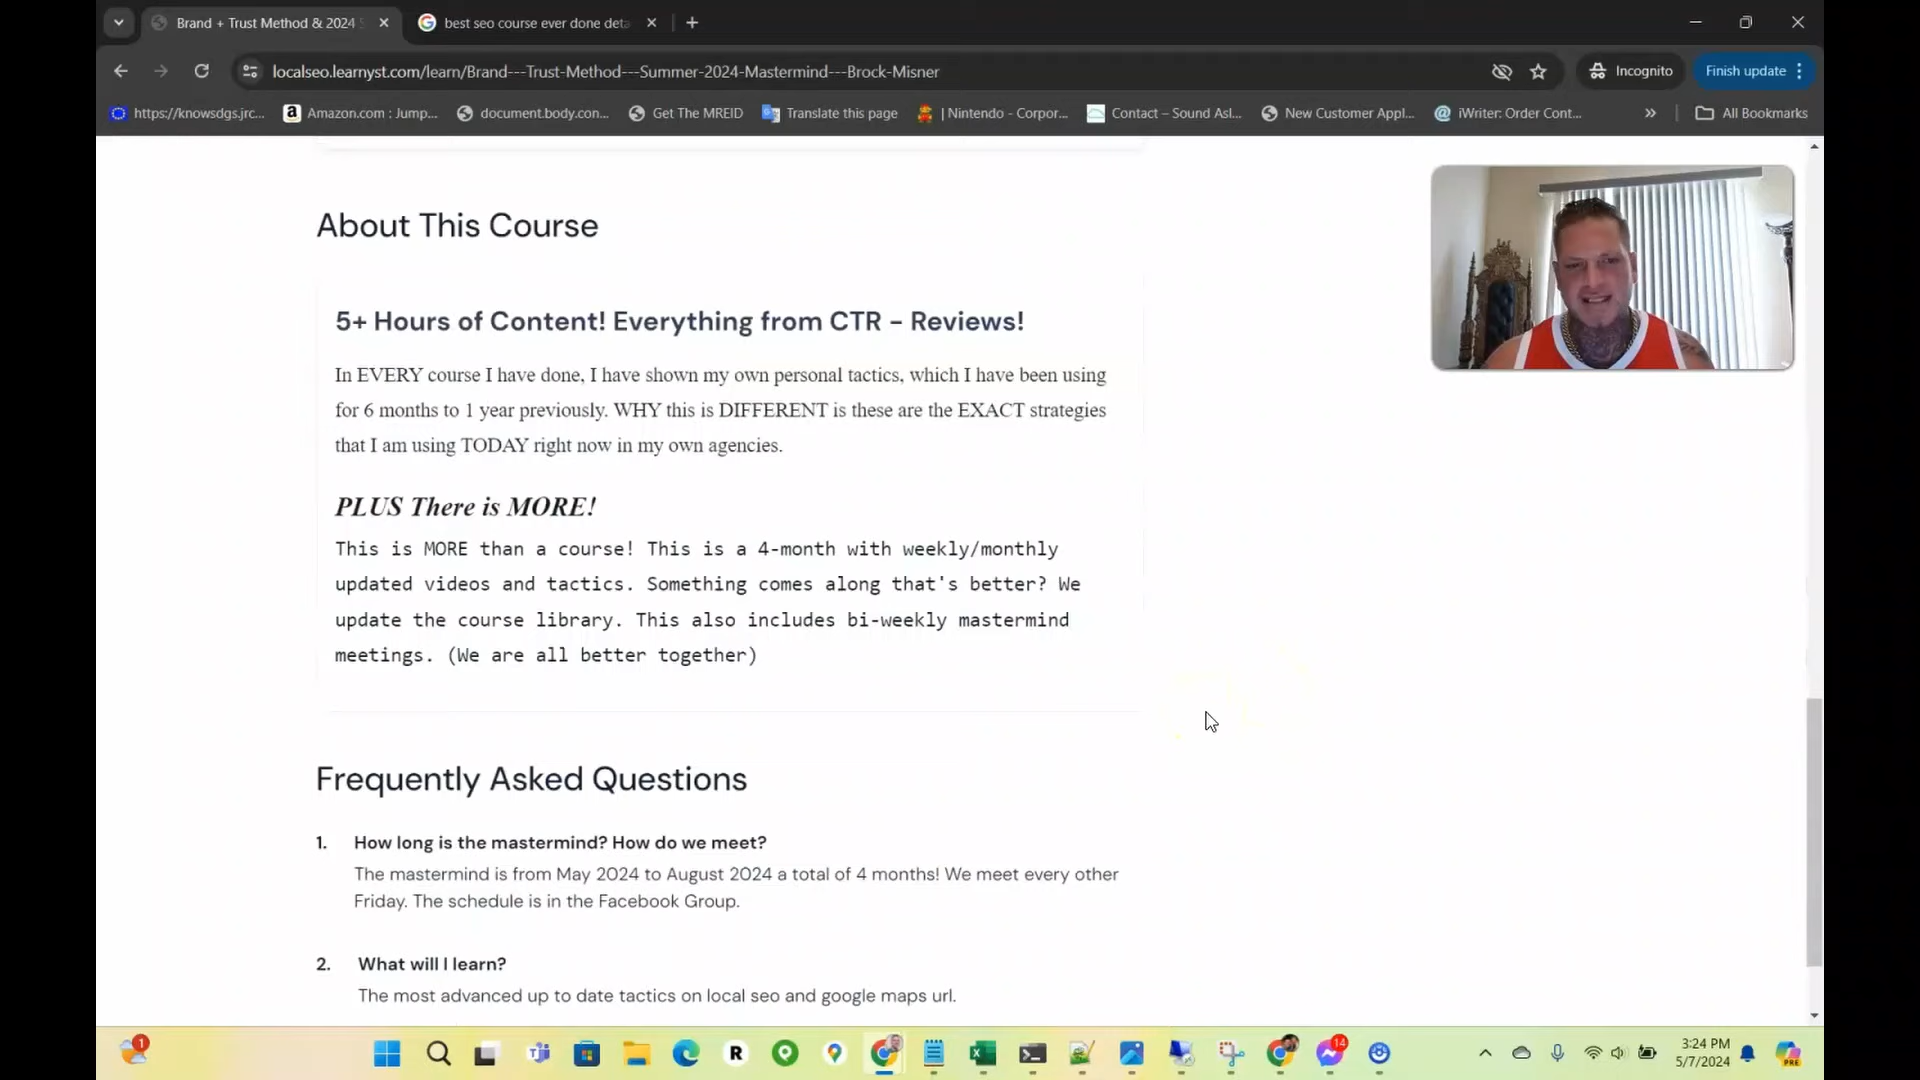 Brand + Trust Method & 2024 S
best seo course ever done deta
localseo.learnyst.com/learn/Brand---Trust-Method---Summer-2024-Mastermind---Brock-Misner
Incognito
Finish update
https://knowsdgs.jrc...
Amazon.com : Jump...
document.body.con...
Get The MREID
Translate this page
| Nintendo - Corpor...
Contact – Sound Asl...
New Customer Appl...
iWriter: Order Cont...
All Bookmarks
About This Course
5+ Hours of Content! Everything from CTR - Reviews!
In EVERY course I have done, I have shown my own personal tactics, which I have been using
for 6 months to 1 year previously. WHY this is DIFFERENT is these are the EXACT strategies
that I am using TODAY right now in my own agencies.
PLUS There is MORE!
This is MORE than a course! This is a 4-month with weekly/monthly
updated videos and tactics. Something comes along that's better? We
update the course library. This also includes bi-weekly mastermind
meetings. (We are all better together)
Frequently Asked Questions
1. How long is the mastermind? How do we meet?
The mastermind is from May 2024 to August 2024 a total of 4 months! We meet every other
Friday. The schedule is in the Facebook Group.
2. What will I learn?
The most advanced up to date tactics on local seo and google maps url.
1
R
14
3:24 PM
5/7/2024
PRE